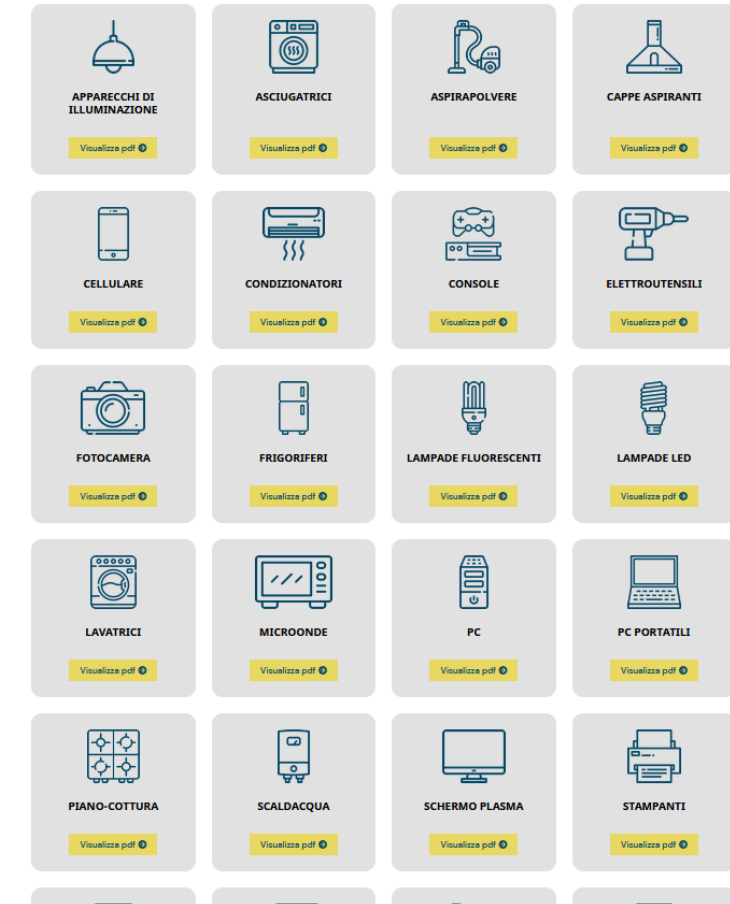 APPARECCHI DI
ILLUMINAZIONE
Visualizza pdf
ASCIUGATRICI
Visualizza pdf
ASPIRAPOLVERE
Visualizza pdf
CAPPE ASPIRANTI
Visualizza pdf
CELLULARE
Visualizza pdf
CONDIZIONATORI
Visualizza pdf
CONSOLE
Visualizza pdf
ELETTROUTENSILI
Visualizza pdf
FOTOCAMERA
Visualizza pdf
FRIGORIFERI
Visualizza pdf
LAMPADE FLUORESCENTI
Visualizza pdf
LAMPADE LED
Visualizza pdf
LAVATRICI
Visualizza pdf
MICROONDE
Visualizza pdf
PC
Visualizza pdf
PC PORTATILI
Visualizza pdf
PIANO-COTTURA
Visualizza pdf
SCALDACQUA
Visualizza pdf
SCHERMO PLASMA
Visualizza pdf
STAMPANTI
Visualizza pdf